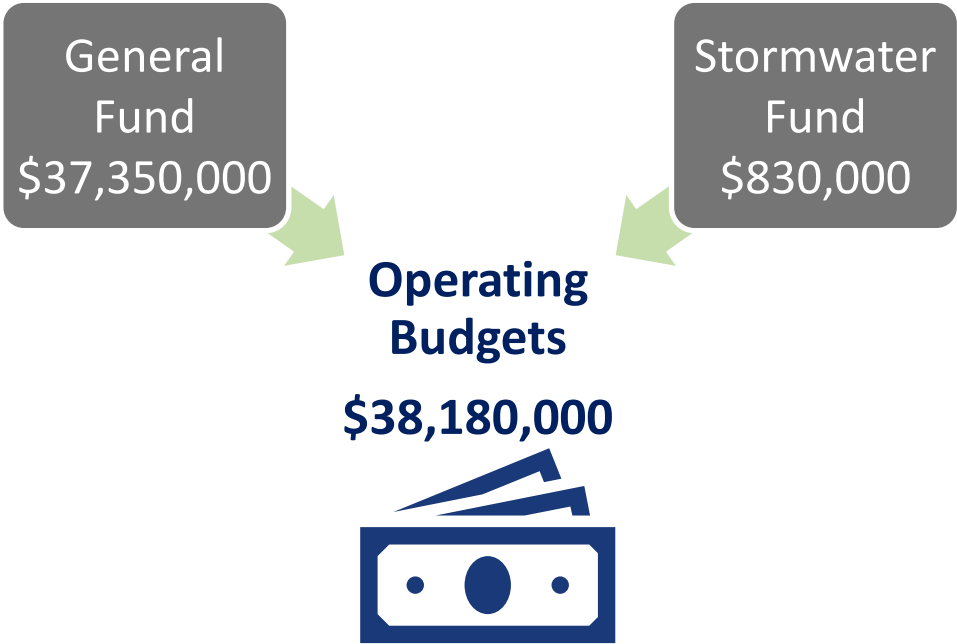 General
Fund
$37,350,000
Stormwater
Fund
$830,000
Operating
Budgets
$38,180,000